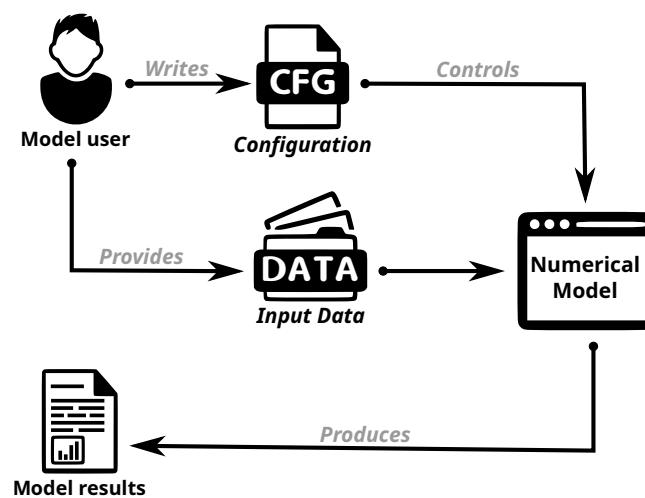 Writes
CFG
Controls
Model user
Configuration
Provides
DATA
Input Data
Numerical
Model
Produces
Model results